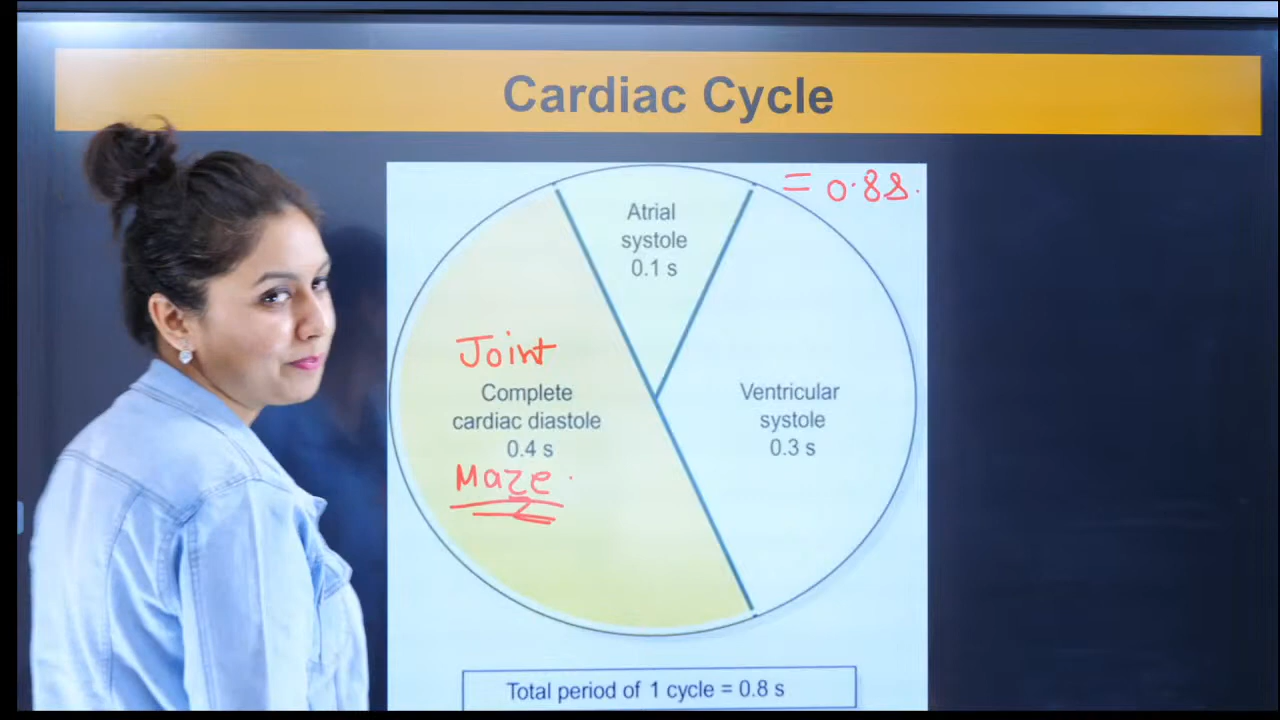 Cardiac Cycle
= 0.8s.
Atrial
systole
0.1 s
Joint
Complete
cardiac diastole
0.4 s
Maze.
Ventricular
systole
0.3 s
Total period of 1 cycle = 0.8 s